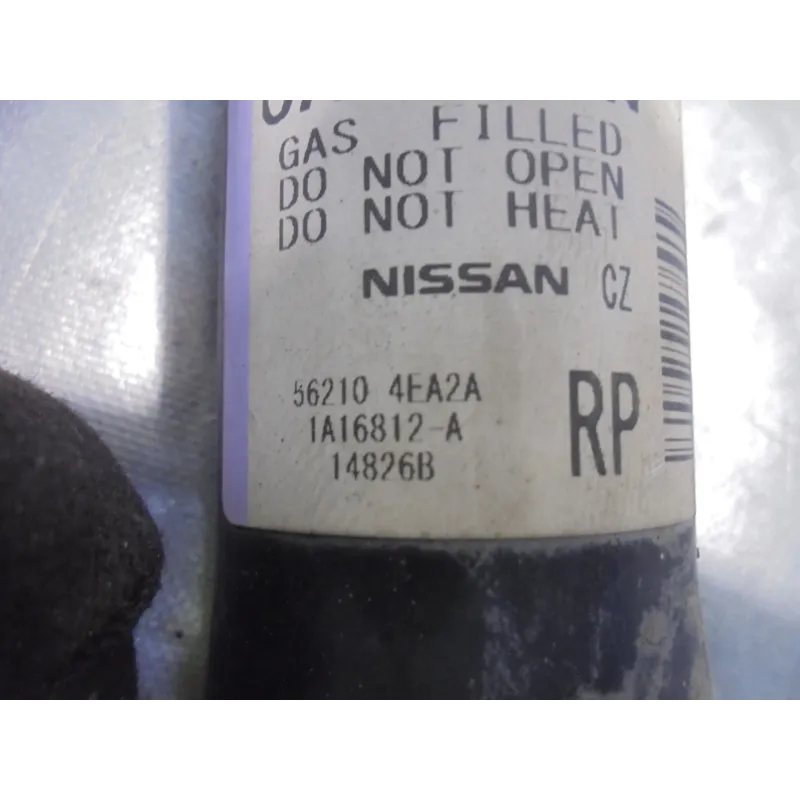 GAS FILLED
DO NOT OPEN
DO NOT HEAT
NISSAN CZ
56210 4EA2A
1A16812-A
14826B
RP